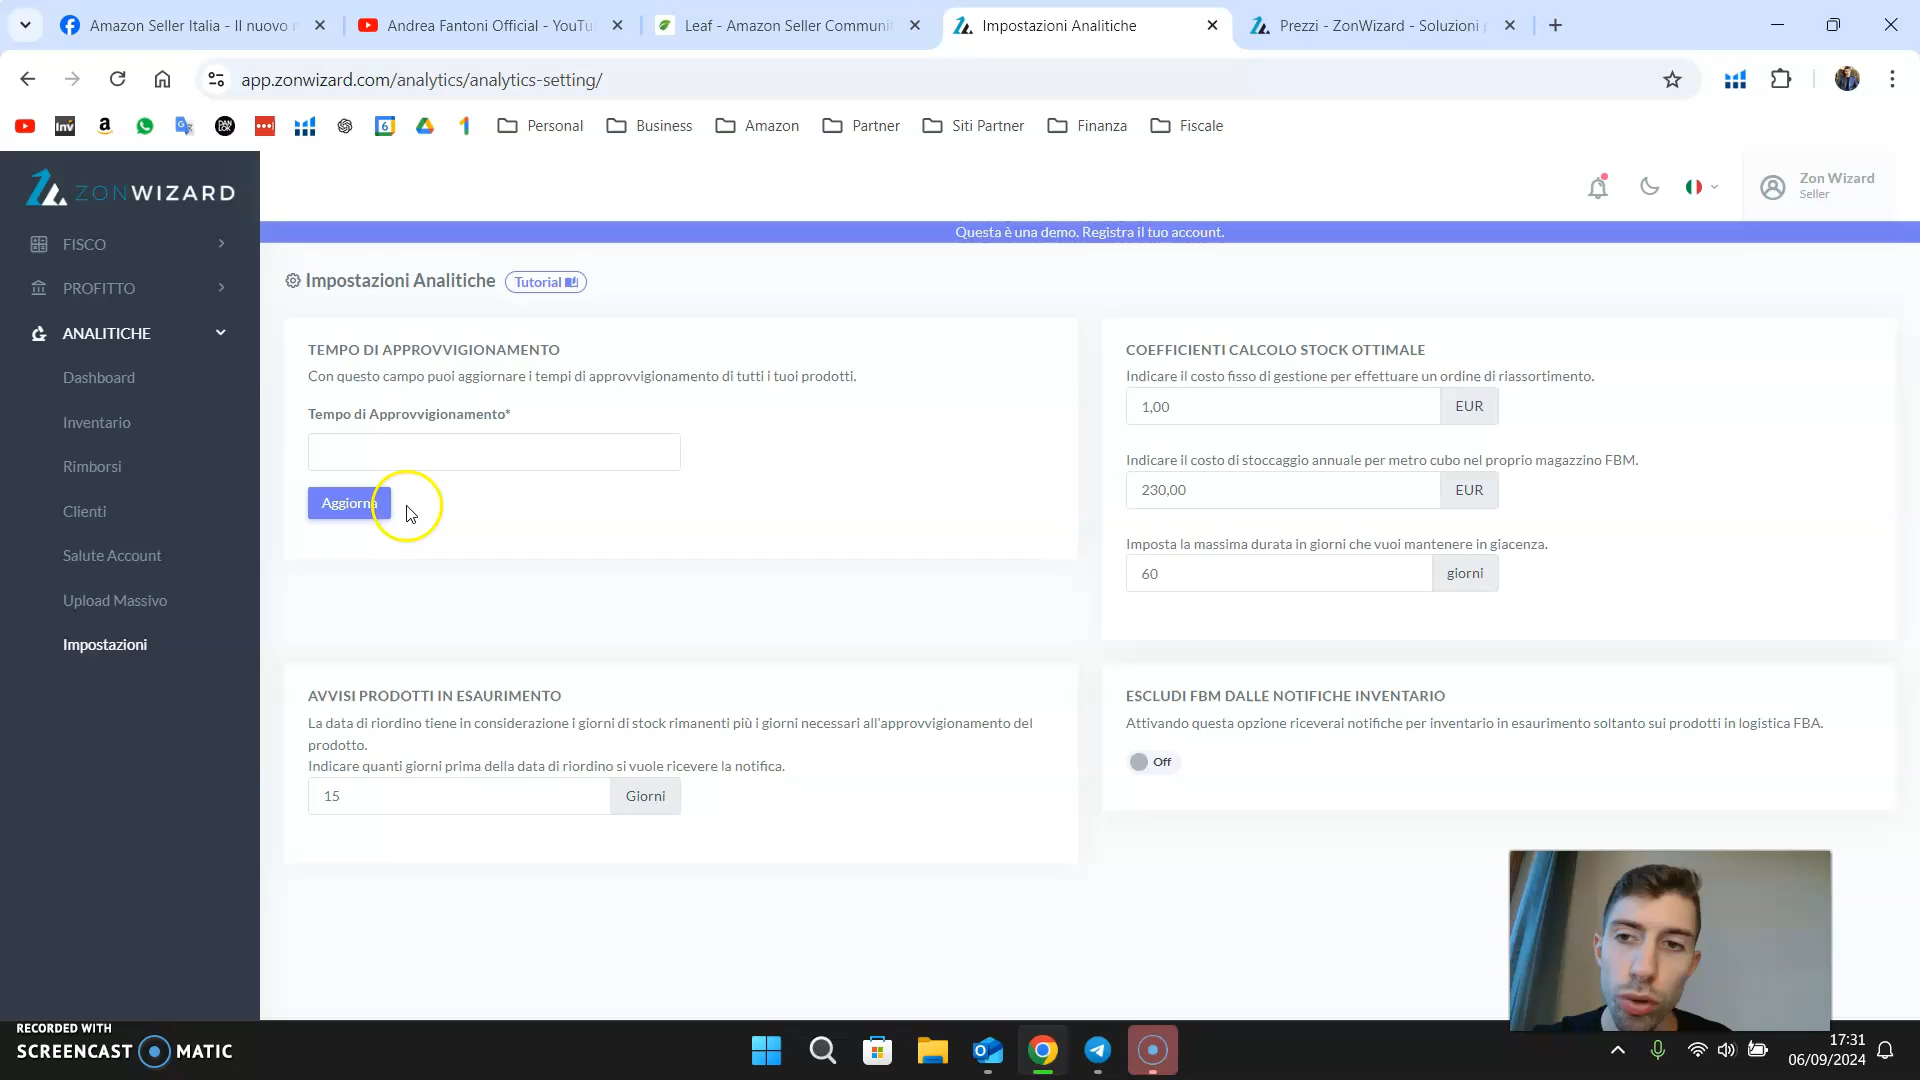 Amazon Seller Italia - Il nuovo
Andrea Fantoni Official - YouTu
Leaf - Amazon Seller Communi
Impostazioni Analitiche
Prezzi - ZonWizard - Soluzioni
app.zonwizard.com/analytics/analytics-setting/
Inv
6
Personal
Business
Amazon
Partner
Siti Partner
Finanza
Fiscale
ZONWIZARD
Zon Wizard
Seller
Questa è una demo. Registra il tuo account.
FISCO
PROFITTO
ANALITICHE
Dashboard
Inventario
Rimborsi
Clienti
Salute Account
Upload Massivo
Impostazioni
Impostazioni Analitiche
Tutorial
TEMPO DI APPROVVIGIONAMENTO
Con questo campo puoi aggiornare i tempi di approvvigionamento di tutti i tuoi prodotti.
Tempo di Approvvigionamento*
Aggiorna
COEFFICIENTI CALCOLO STOCK OTTIMALE
Indicare il costo fisso di gestione per effettuare un ordine di riassortimento.
1,00 EUR
Indicare il costo di stoccaggio annuale per metro cubo nel proprio magazzino FBM.
230,00 EUR
Imposta la massima durata in giorni che vuoi mantenere in giacenza.
60 giorni
AVVISI PRODOTTI IN ESAURIMENTO
La data di riordino tiene in considerazione i giorni di stock rimanenti più i giorni necessari all'approvvigionamento del
prodotto.
Indicare quanti giorni prima della data di riordino si vuole ricevere la notifica.
15 Giorni
ESCLUDI FBM DALLE NOTIFICHE INVENTARIO
Attivando questa opzione riceverai notifiche per inventario in esaurimento soltanto sui prodotti in logistica FBA.
Off
RECORDED WITH
SCREENCAST MATIC
17:31
06/09/2024